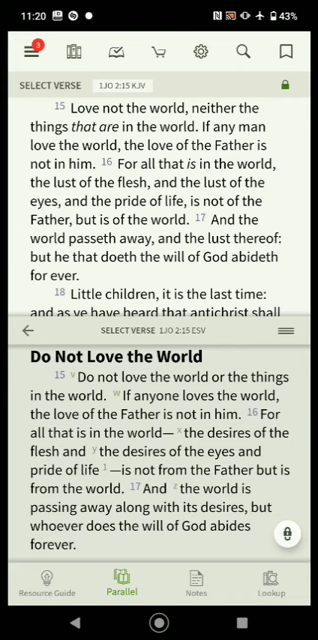 11:20
43%
3
SELECT VERSE 1JO 2:15 KJV
15 Love not the world, neither the
things that are in the world. If any man
love the world, the love of the Father is
not in him. 16 For all that is in the world,
the lust of the flesh, and the lust of the
eyes, and the pride of life, is not of the
Father, but is of the world. 17 And the
world passeth away, and the lust thereof:
but he that doeth the will of God abideth
for ever.
18 Little children, it is the last time:
and as ye have heard that antichrist shall
SELECT VERSE 1JO 2:15 ESV
Do Not Love the World
15 v Do not love the world or the things
in the world. w If anyone loves the world,
the love of the Father is not in him. 16 For
all that is in the world— x the desires of the
flesh and y the desires of the eyes and
pride of life 1 —is not from the Father but is
from the world. 17 And z the world is
passing away along with its desires, but
whoever does the will of God abides
forever.
Resource Guide Parallel Notes Lookup